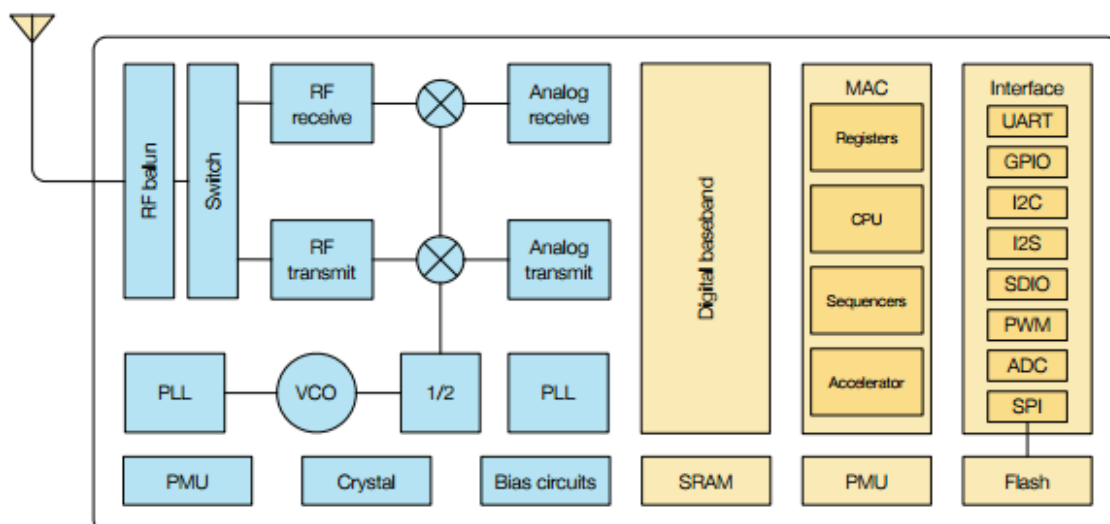 RF balun
Switch
RF
receive
Analog
receive
RF
transmit
Analog
transmit
PLL
VCO
1/2
PLL
PMU
Crystal
Bias circuits
Digital baseband
SRAM
MAC
Registers
CPU
Sequencers
Accelerator
PMU
Interface
UART
GPIO
I2C
I2S
SDIO
PWM
ADC
SPI
Flash